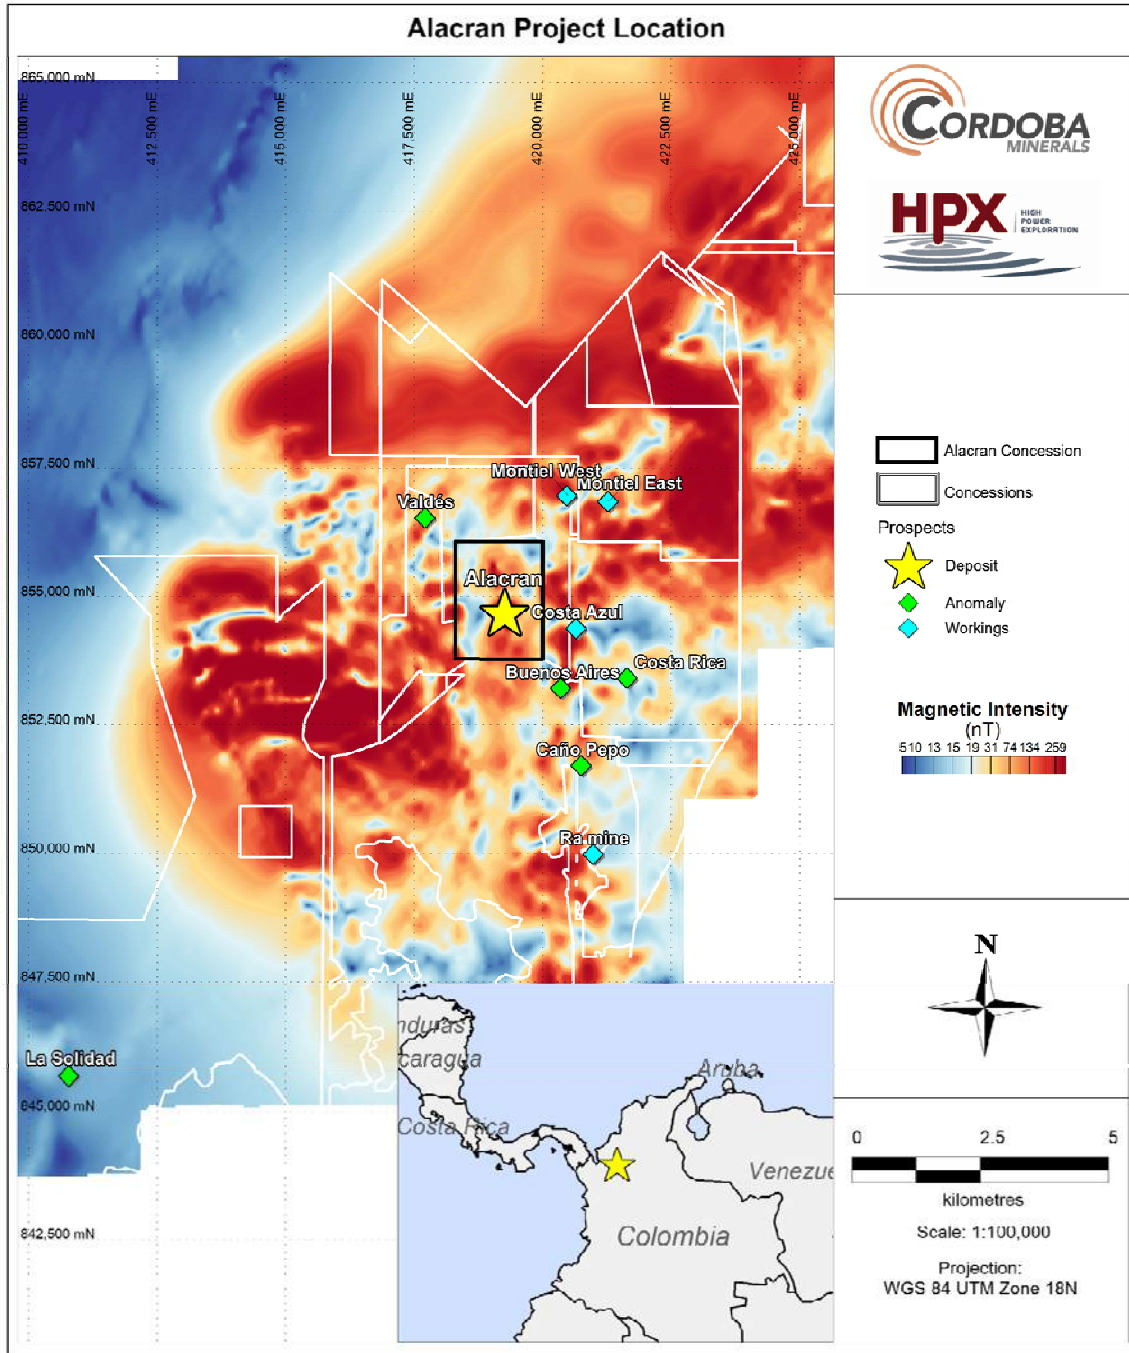 Alacran Project Location
865,000 mN
410,000 mE
412,500 mE
415,000 mE
417,500 mE
420,000 mE
422,500 mE
425,000 mE
862,500 mN
860,000 mN
857,500 mN
Montiel West
Montiel East
Valdés
855,000 mN
Alacran
Costa Azul
Buenos Aires
Costa Rica
852,500 mN
Caño Pepo
850,000 mN
Ra mine
847,500 mN
La Solidad
845,000 mN
842,500 mN
nduras
caragua
Costa Rica
Aruba
Venezue
Colombia
CORDOBA
MINERALS
HPX
HIGH
POWER
EXPLORATION
Alacran Concession
Concessions
Prospects
Deposit
Anomaly
Workings
Magnetic Intensity
(nT)
510 13 15 19 31 74 134 259
N
0 2.5 5
kilometres
Scale: 1:100,000
Projection:
WGS 84 UTM Zone 18N